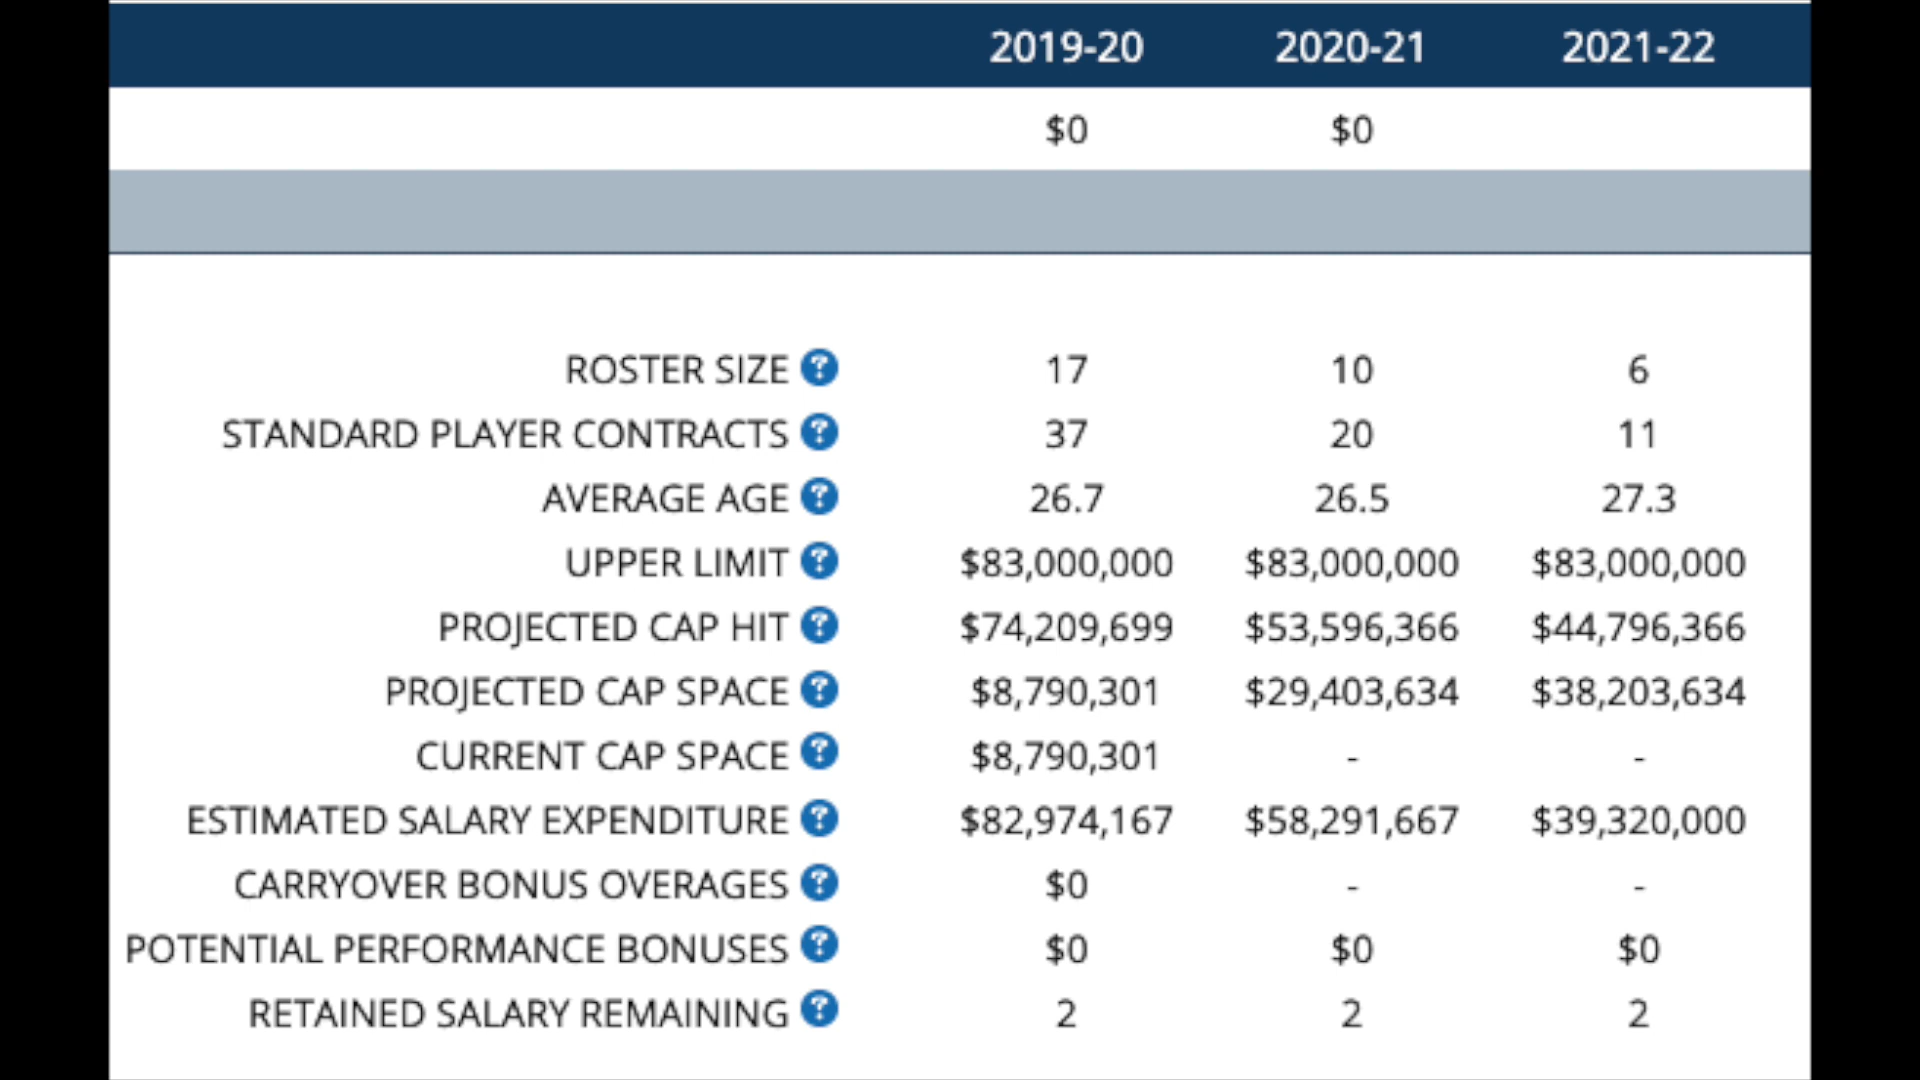 2019-20 2020-21 2021-22
$0 $0
ROSTER SIZE ? 17 10 6
STANDARD PLAYER CONTRACTS ? 37 20 11
AVERAGE AGE ? 26.7 26.5 27.3
UPPER LIMIT ? $83,000,000 $83,000,000 $83,000,000
PROJECTED CAP HIT ? $74,209,699 $53,596,366 $44,796,366
PROJECTED CAP SPACE ? $8,790,301 $29,403,634 $38,203,634
CURRENT CAP SPACE ? $8,790,301 - -
ESTIMATED SALARY EXPENDITURE ? $82,974,167 $58,291,667 $39,320,000
CARRYOVER BONUS OVERAGES ? $0 - -
POTENTIAL PERFORMANCE BONUSES ? $0 $0 $0
RETAINED SALARY REMAINING ? 2 2 2